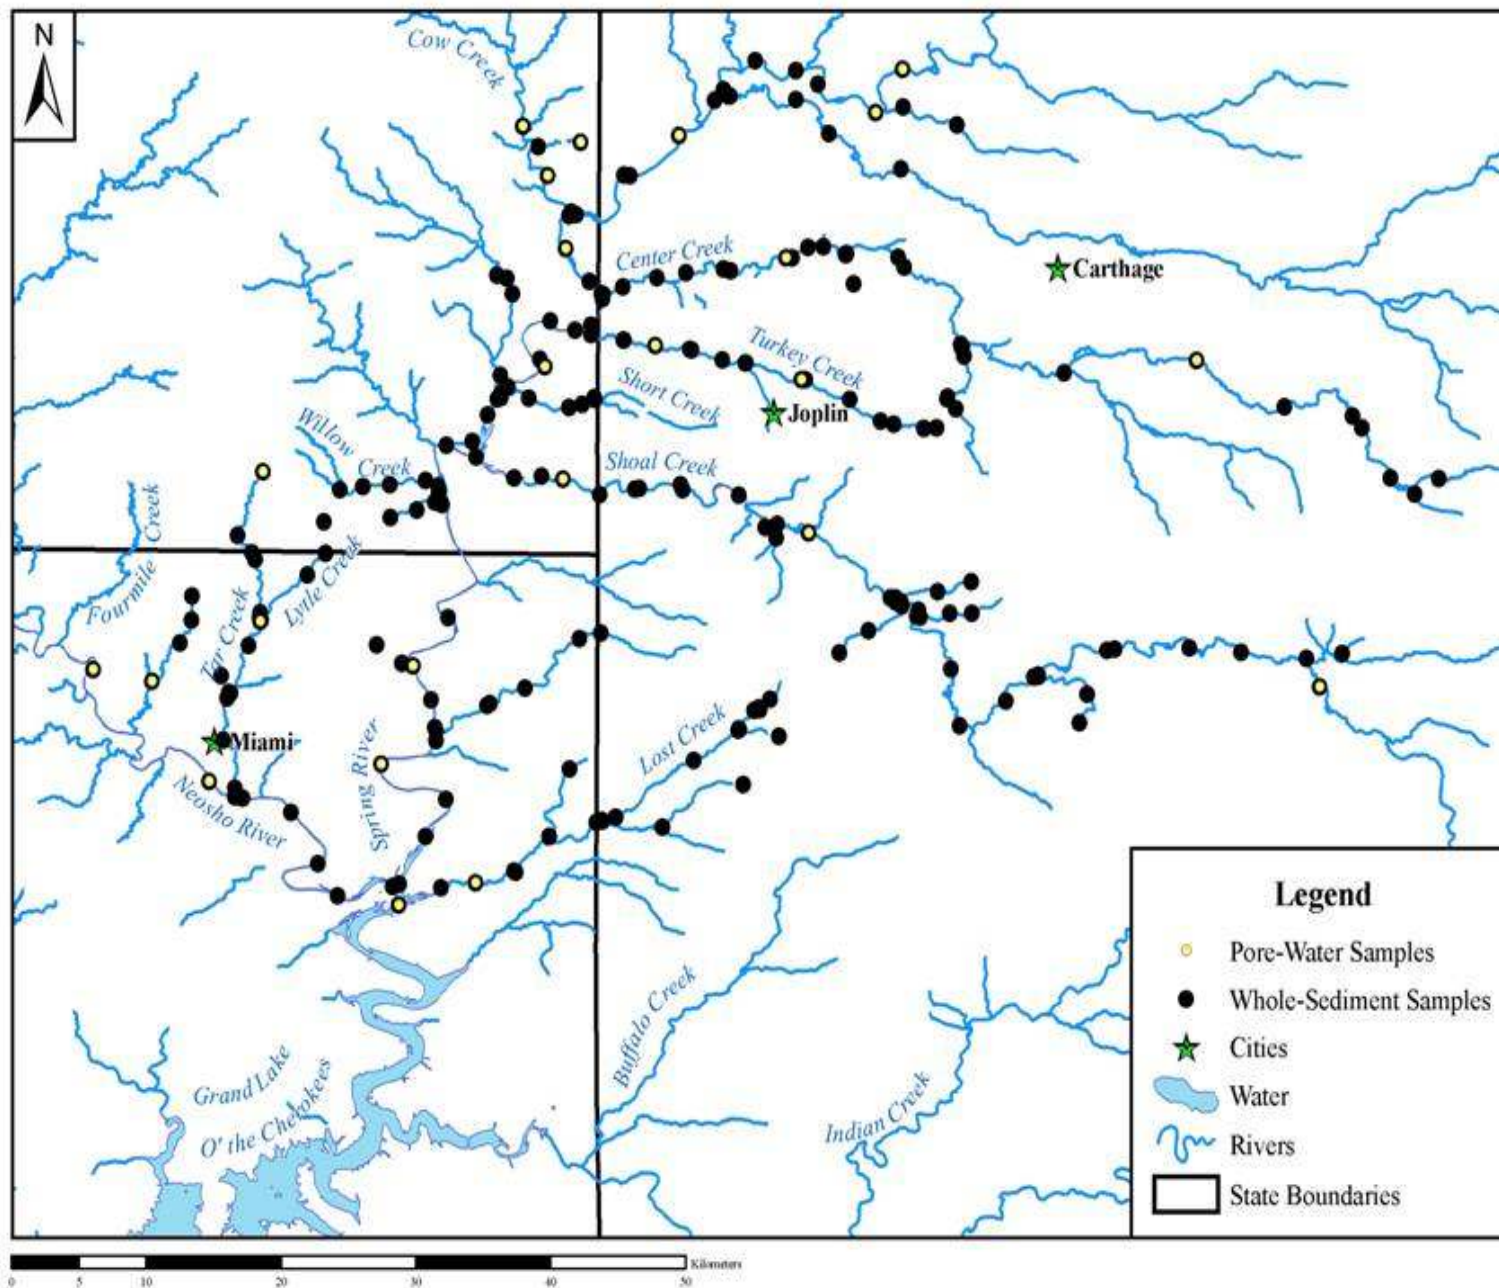 N
Cow Creek
Center Creek
Carthage
Turkey Creek
Short Creek
Joplin
Willow
Creek
Shoal Creek
Fourmile
Creek
Lytle Creek
Tar Creek
Miami
Neosho River
Spring River
Lost Creek
Buffalo Creek
Indian Creek
Grand Lake
O' the Cherokees
Legend
Pore-Water Samples
Whole-Sediment Samples
Cities
Water
Rivers
State Boundaries
Kilometers
0 5 10 20 30 40 50